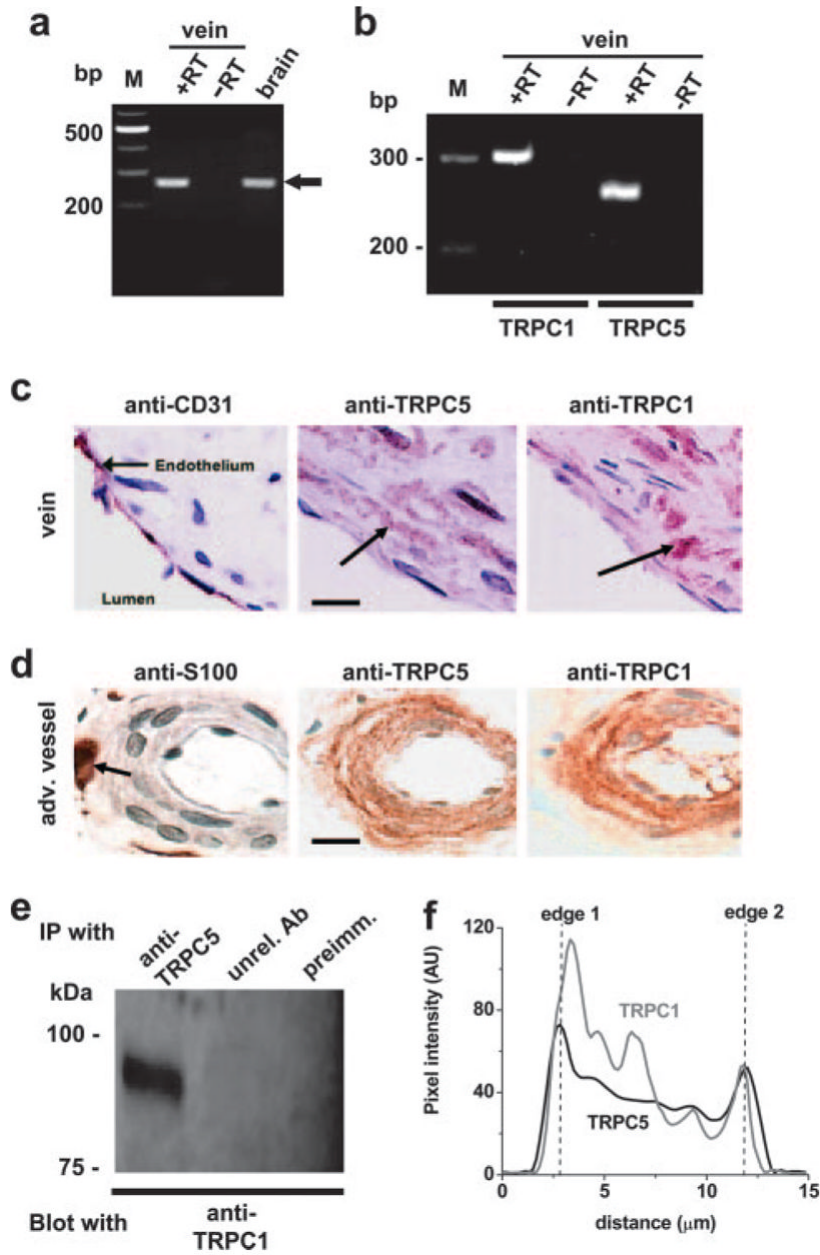 a
vein
bp M +RT −RT brain
500
200
b
vein
bp M +RT −RT +RT -RT
300 -
200 -
TRPC1 TRPC5
c
anti-CD31 anti-TRPC5 anti-TRPC1
vein
Endothelium
Lumen
d
anti-S100 anti-TRPC5 anti-TRPC1
adv. vessel
e
IP with anti-TRPC5 unrel. Ab preimm.
kDa
100 -
75 -
Blot with anti-TRPC1
f
edge 1 edge 2
120
80
40
0
Pixel intensity (AU)
TRPC1
TRPC5
0 5 10 15
distance (μm)